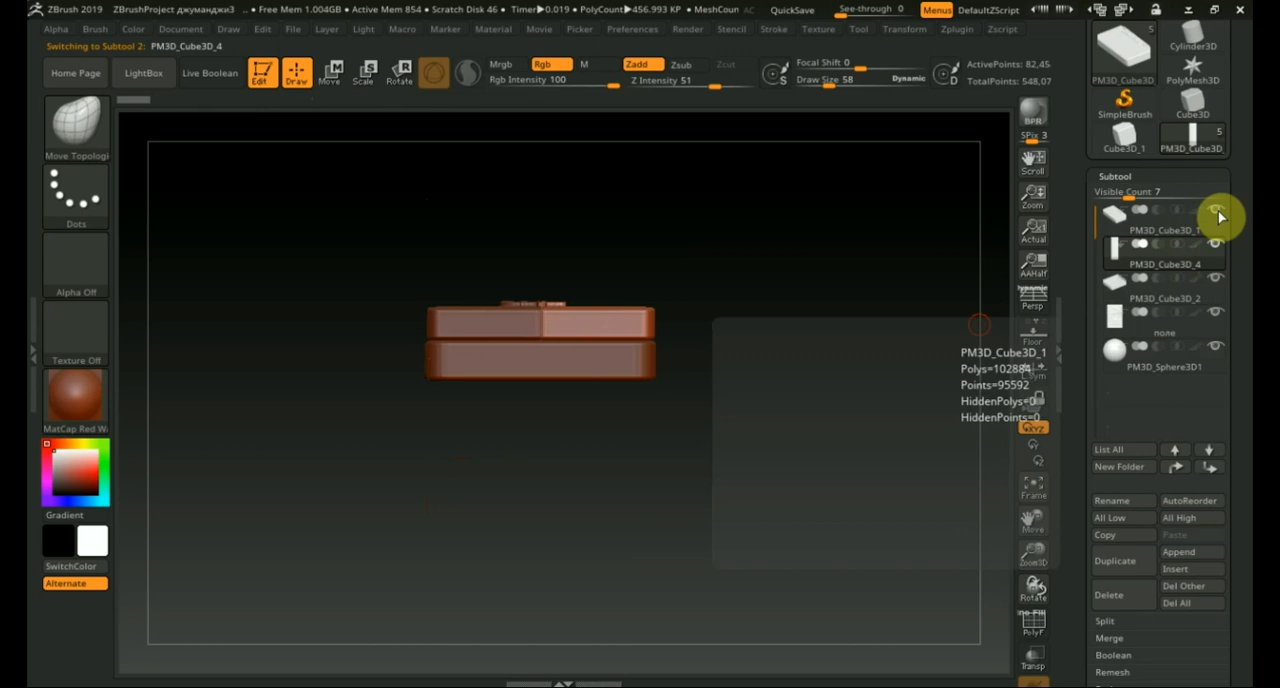 ZBrush 2019 ZBrushProject джуманджи3 .. • Free Mem 1.004GB • Active Mem 854 • Scratch Disk 46 • Timer▶0.019 • PolyCount▶456.993 KP • MeshCoun AC QuickSave See-through 0 Menus DefaultZScript
Alpha Brush Color Document Draw Edit File Layer Light Macro Marker Material Movie Picker Preferences Render Stencil Stroke Texture Tool Transform Zplugin Zscript
Switching to Subtool 2: PM3D_Cube3D_4
Home Page LightBox Live Boolean Edit Draw Move Scale Rotate
Mrgb Rgb M Zadd Zsub Zcut
Rgb Intensity 100 Z Intensity 51
Focal Shift 0
Draw Size 58 Dynamic
ActivePoints: 82,45
TotalPoints: 548,07
Move Topologi
Dots
Alpha Off
Texture Off
MatCap Red W
Gradient
SwitchColor
Alternate
BPR
SPix 3
Scroll
Zoom
Actual
AAHalf
Dynamic
Persp
Floor
L.Sym
XYZ
Frame
Move
Zoom3D
Rotate
PolyF
Transp
PM3D_Cube3D_1
Polys=102884
Points=95592
HiddenPolys=0
HiddenPoints=0
PM3D_Cube3D
Cylinder3D
PolyMesh3D
SimpleBrush
Cube3D
Cube3D_1
5
PM3D_Cube3D_
Subtool
Visible Count 7
PM3D_Cube3D_1
PM3D_Cube3D_4
PM3D_Cube3D_2
поле
PM3D_Sphere3D1
List All
New Folder
Rename AutoReorder
All Low All High
Copy Paste
Duplicate Append
Insert
Delete Del Other
Del All
Split
Merge
Boolean
Remesh